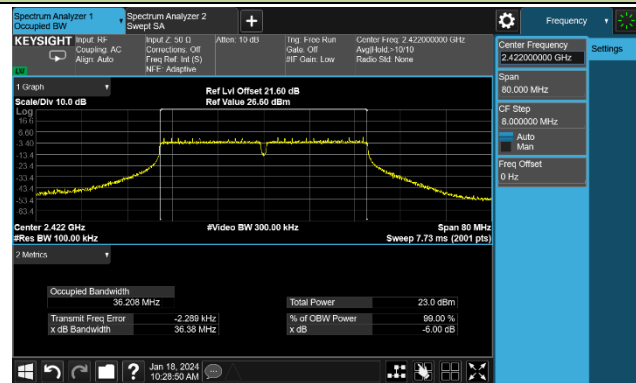 Spectrum Analyzer 1
Occupied BW
Spectrum Analyzer 2
Swept SA
Frequency
KEYSIGHT
Input: RF
Coupling: AC
Align: Auto
Input Z: 50 Ω
Corrections: Off
Freq Ref: Int (S)
NFE: Adaptive
Atten: 10 dB
Trig: Free Run
Gate: Off
#IF Gain: Low
Center Freq: 2.422000000 GHz
Avg|Hold:>10/10
Radio Std: None
Center Frequency
2.422000000 GHz
Settings
Span
80.000 MHz
CF Step
8.000000 MHz
Auto
Man
Freq Offset
0 Hz
1 Graph
Scale/Div 10.0 dB
Ref Lvl Offset 21.60 dB
Ref Value 26.60 dBm
Log
16.6
6.60
-3.40
-13.4
-23.4
-33.4
-43.4
-53.4
-63.4
Center 2.422 GHz
#Res BW 100.00 kHz
#Video BW 300.00 kHz
Span 80 MHz
Sweep 7.73 ms (2001 pts)
2 Metrics
Occupied Bandwidth
36.208 MHz
Total Power 23.0 dBm
Transmit Freq Error -2.289 kHz
% of OBW Power 99.00 %
x dB Bandwidth 36.38 MHz
x dB -6.00 dB
Jan 18, 2024
10:28:50 AM